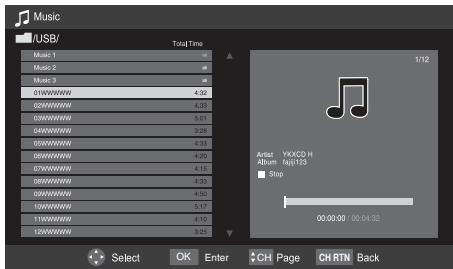 Music
/USB/
Total Time
Music 1
Music 2
Music 3
01WWWWW 4:32
02WWWWW 4,33
03WWWWW 5.01
04WWWWW 3:28
05WWWWW 4:33
06WWWWW 4:20
07WWWWW 4:15
08WWWWW 4:33
09WWWWW 4:50
10WWWWW 5:17
11WWWWW 4:10
12WWWWW 3:25
1/12
Artist YKXCD H
Album fajiji123
Stop
00:00:00 / 00:04:32
Select OK Enter CH Page CH RTN Back